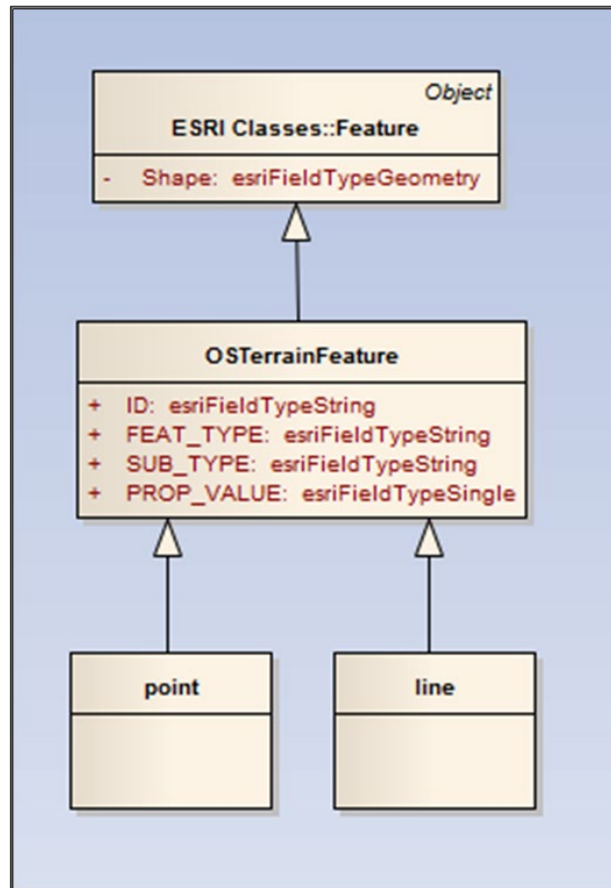 Object
ESRI Classes::Feature
- Shape: esriFieldTypeGeometry
OSTerrainFeature
+ ID: esriFieldTypeString
+ FEAT_TYPE: esriFieldTypeString
+ SUB_TYPE: esriFieldTypeString
+ PROP_VALUE: esriFieldTypeSingle
point
line